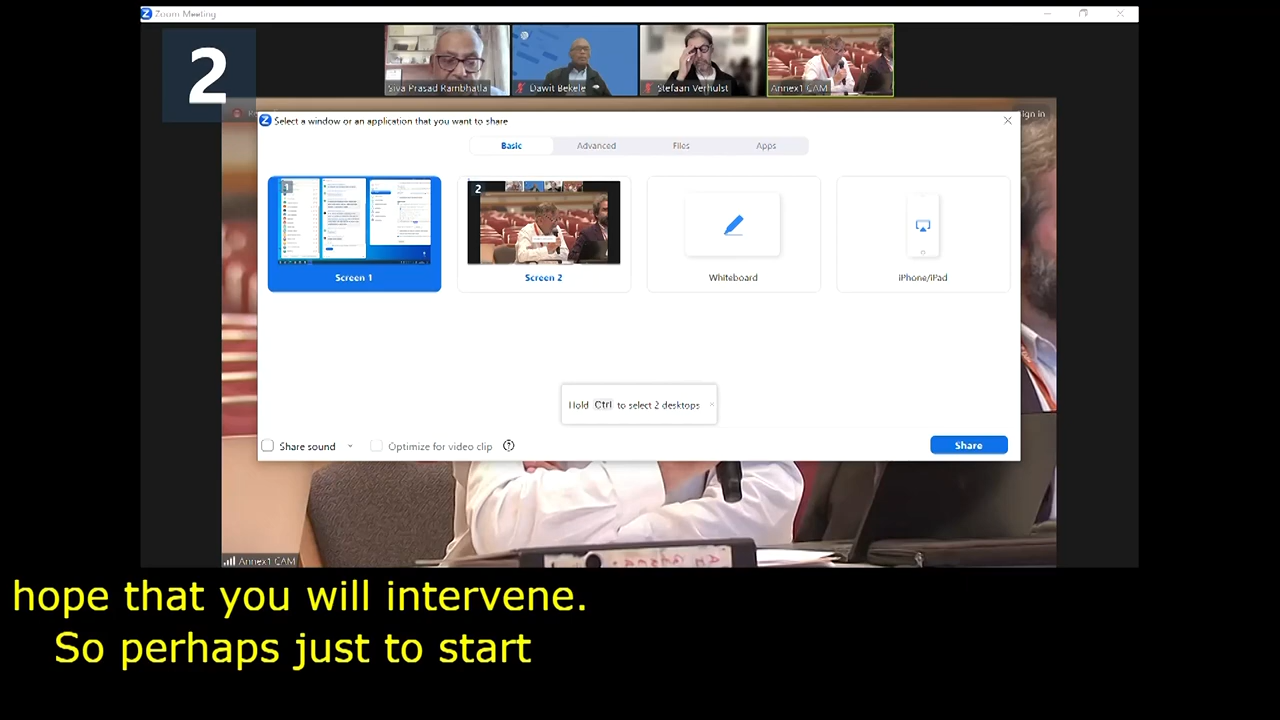 Zoom Meeting
2
Siva Prasad Rambhatla
Dawit Bekele
Stefaan Verhulst
Annex1 CAM
ign in
Select a window or an application that you want to share
Basic
Advanced
Files
Apps
1
2
Screen 1
Screen 2
Whiteboard
iPhone/iPad
Hold Ctrl to select 2 desktops
Share sound
Optimize for video clip
Share
Annex1 CAM
hope that you will intervene.
So perhaps just to start